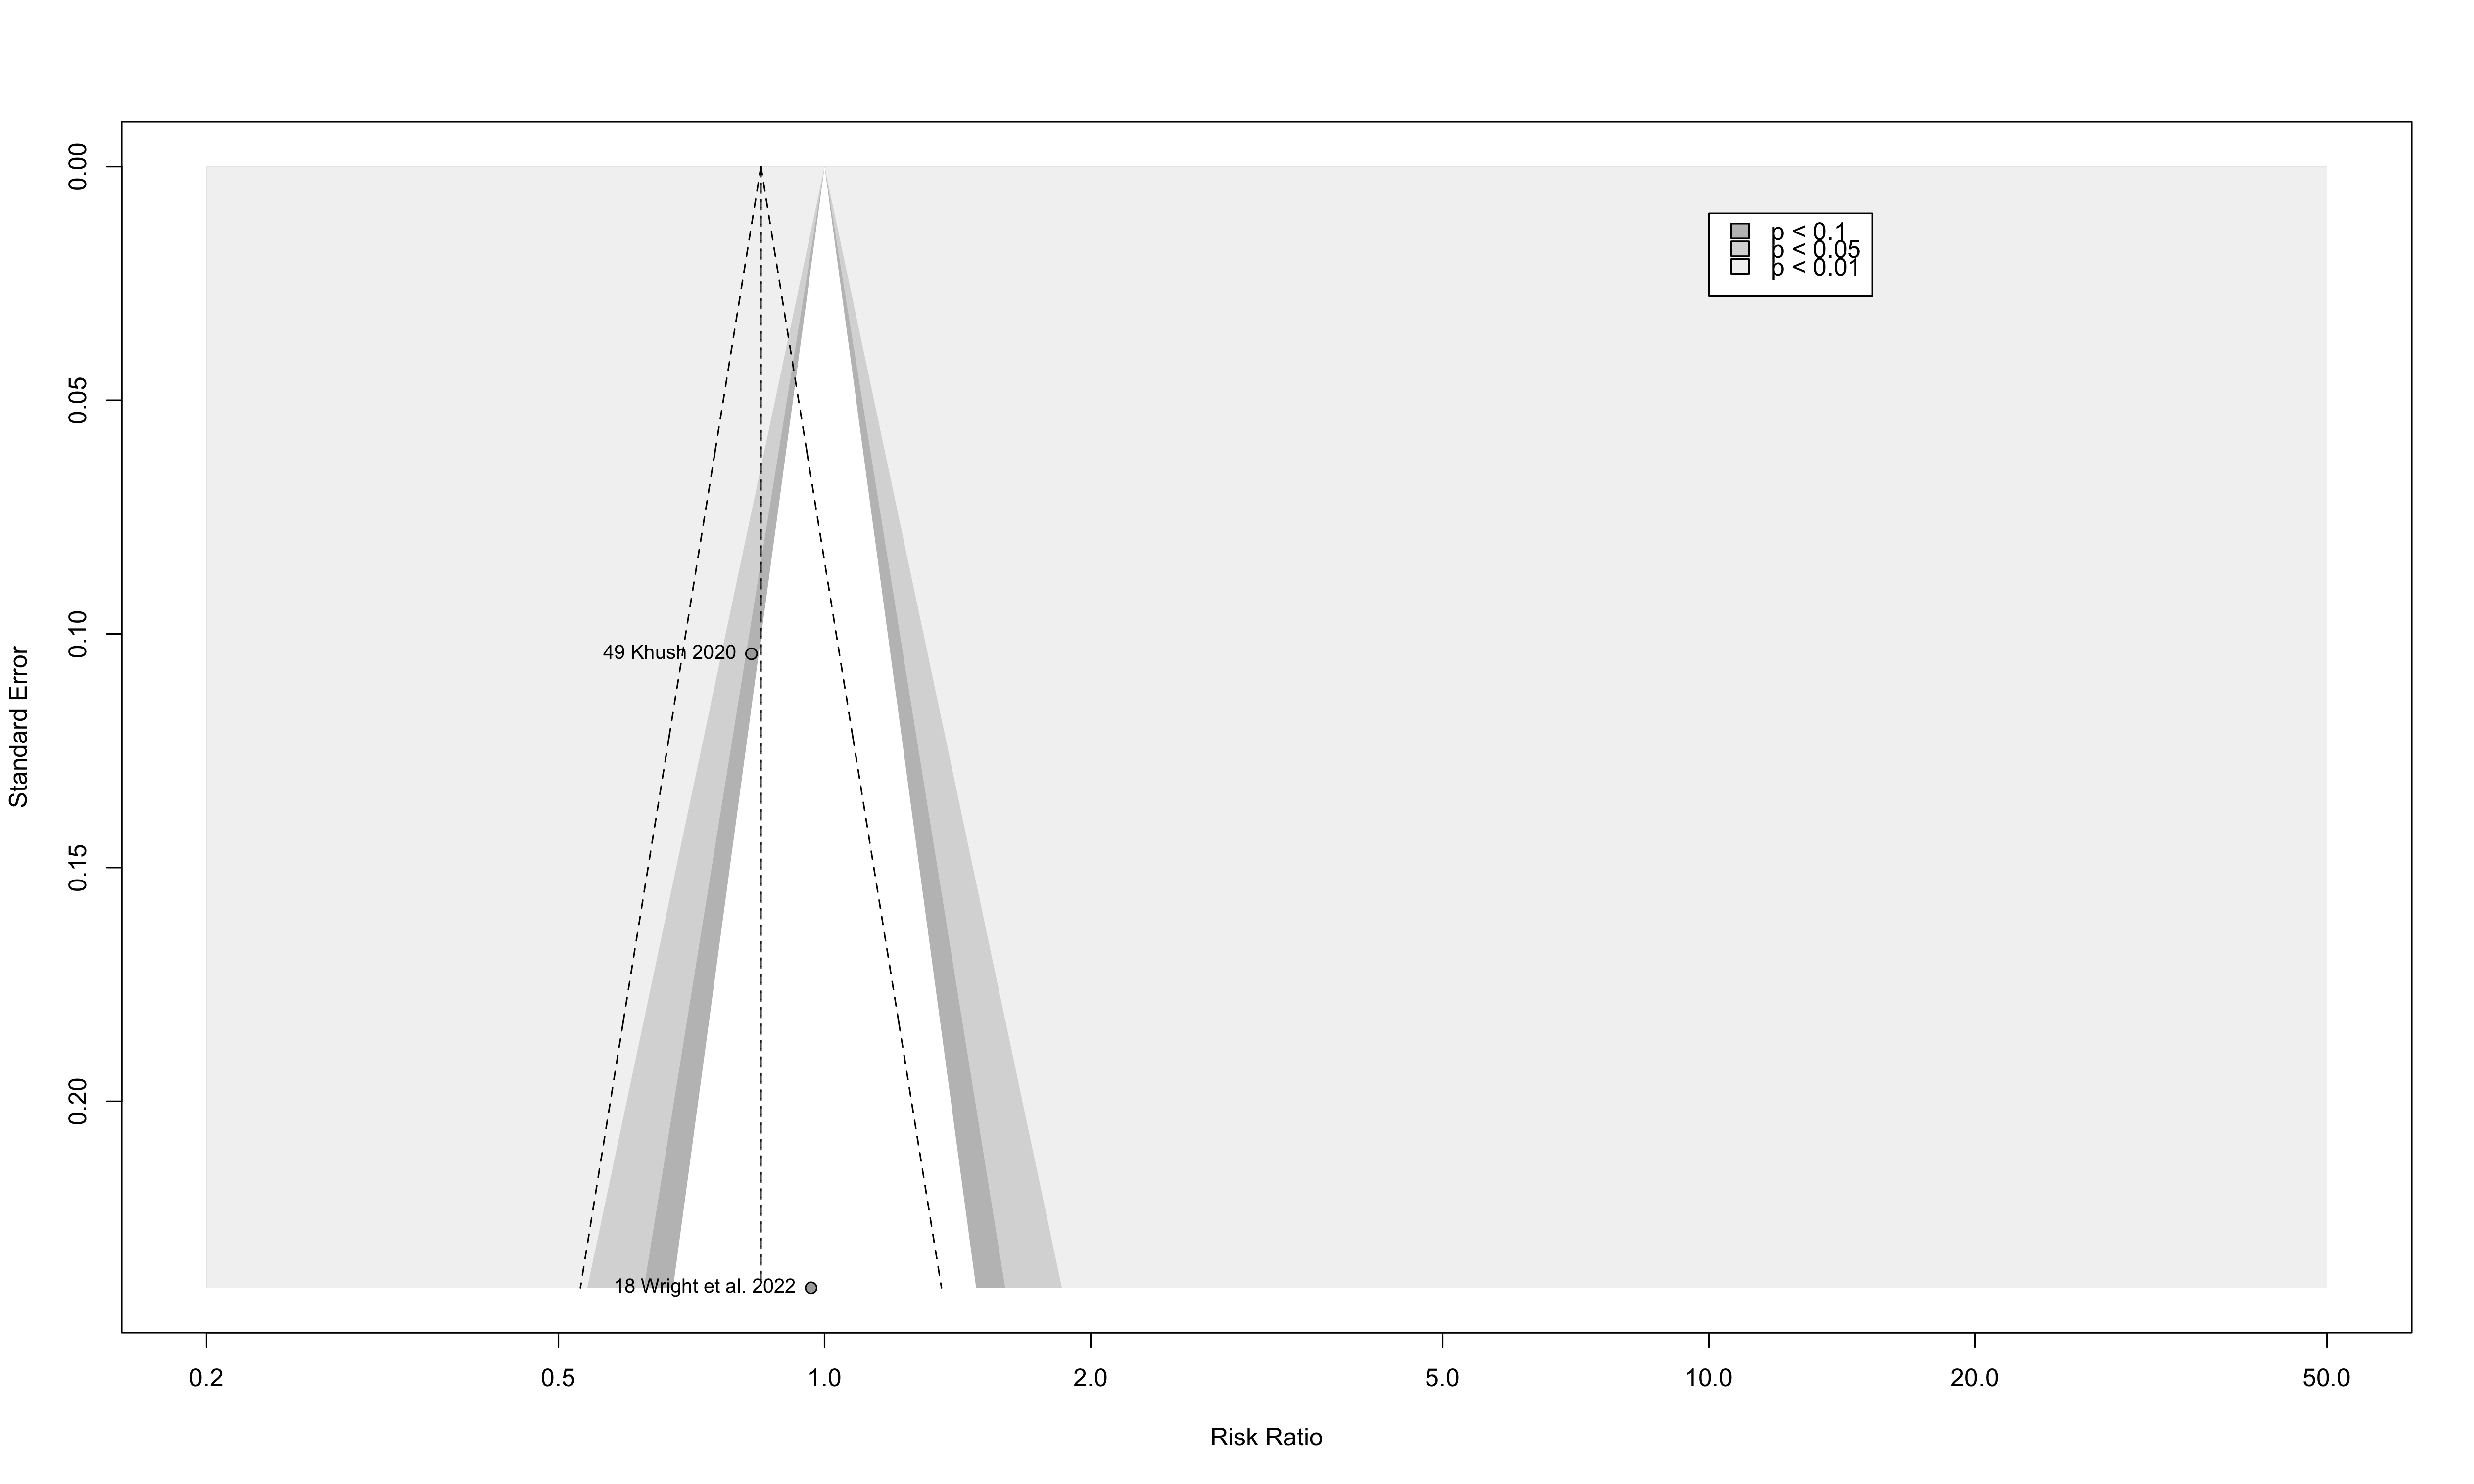 0.00
0.05
0.10
0.15
0.20
Standard Error
p < 0.1
p < 0.05
p < 0.01
49 Khush 2020
18 Wright et al. 2022
0.2 0.5 1.0 2.0 5.0 10.0 20.0 50.0
Risk Ratio